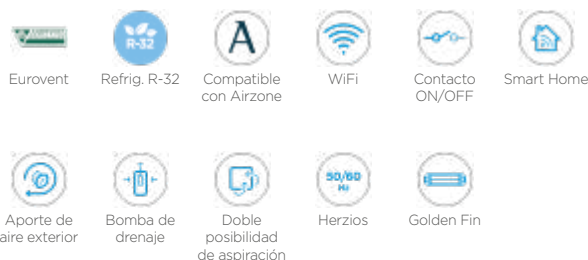 R-32
A
Eurovent
Refrig. R-32
Compatible
con Airzone
WiFi
Contacto
ON/OFF
Smart Home
50/60
Hz
Aporte de
aire exterior
Bomba de
drenaje
Doble
posibilidad
de aspiración
Herzios
Golden Fin